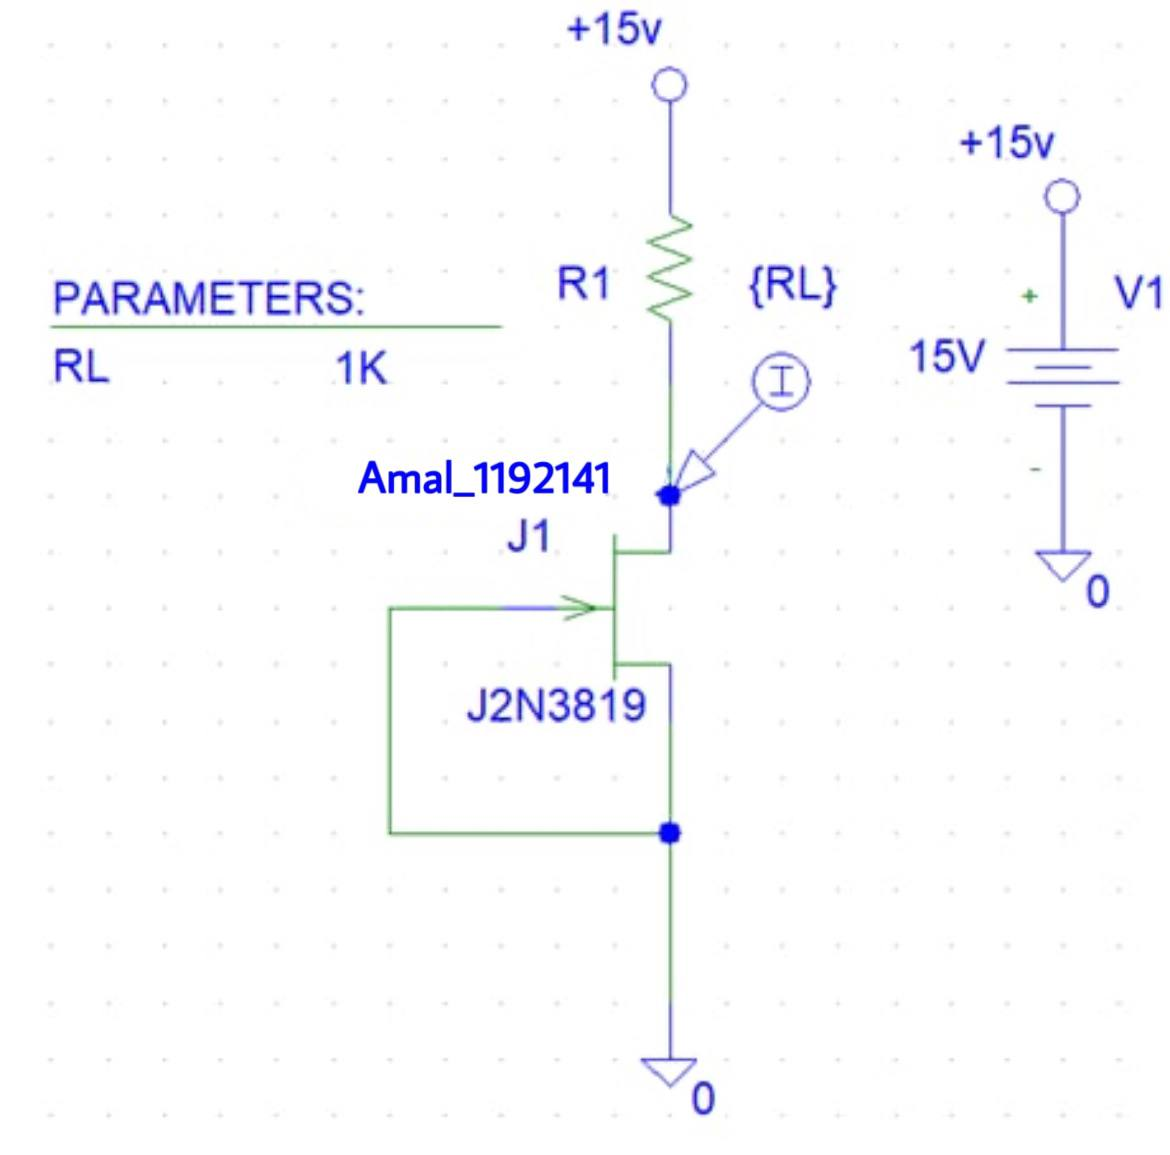 +15v
+15v
R1
{RL}
PARAMETERS:
+
V1
RL 1K
15V
I
Amal_1192141
-
J1
0
J2N3819
0